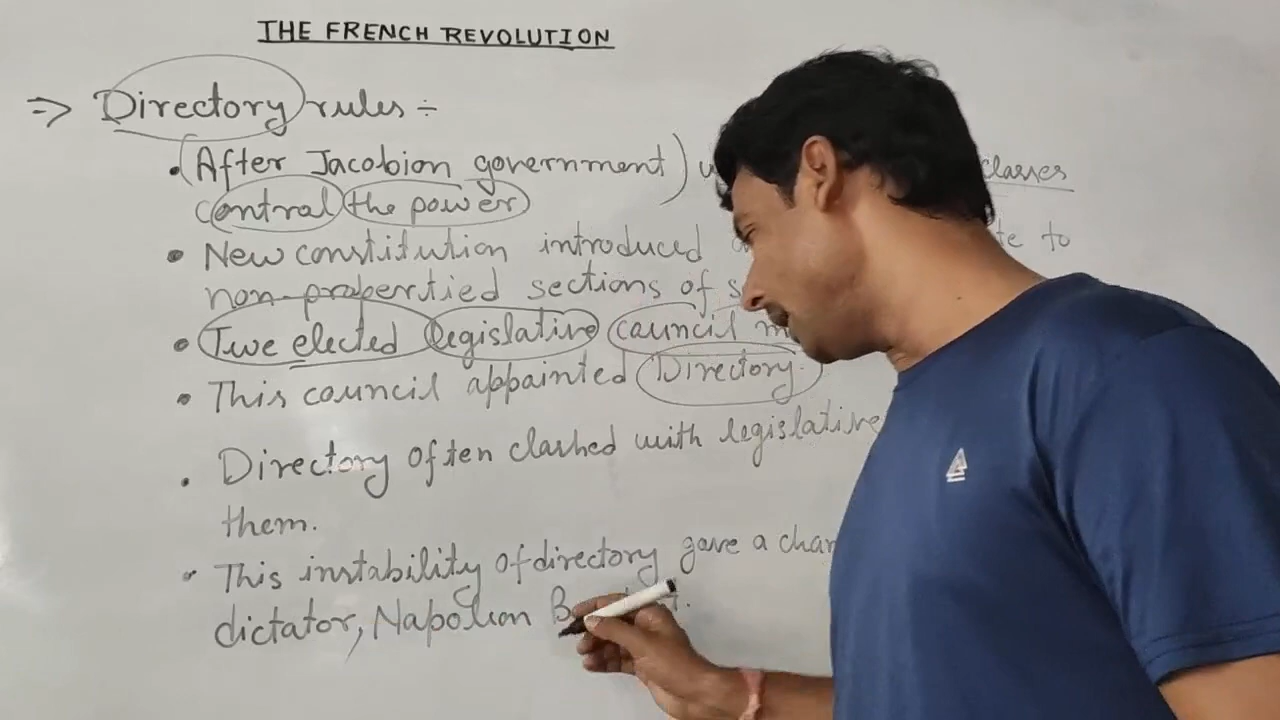 THE FRENCH REVOLUTION
=> Directory rules ÷
• (After Jacobian government) classes
control the power
• New constitution introduced to
non-propertied sections of
• Two elected legislative council
• This council appointed Directory.
• Directory often clashed with legislative
them.
• This instability of directory gave a
dictator, Napolion